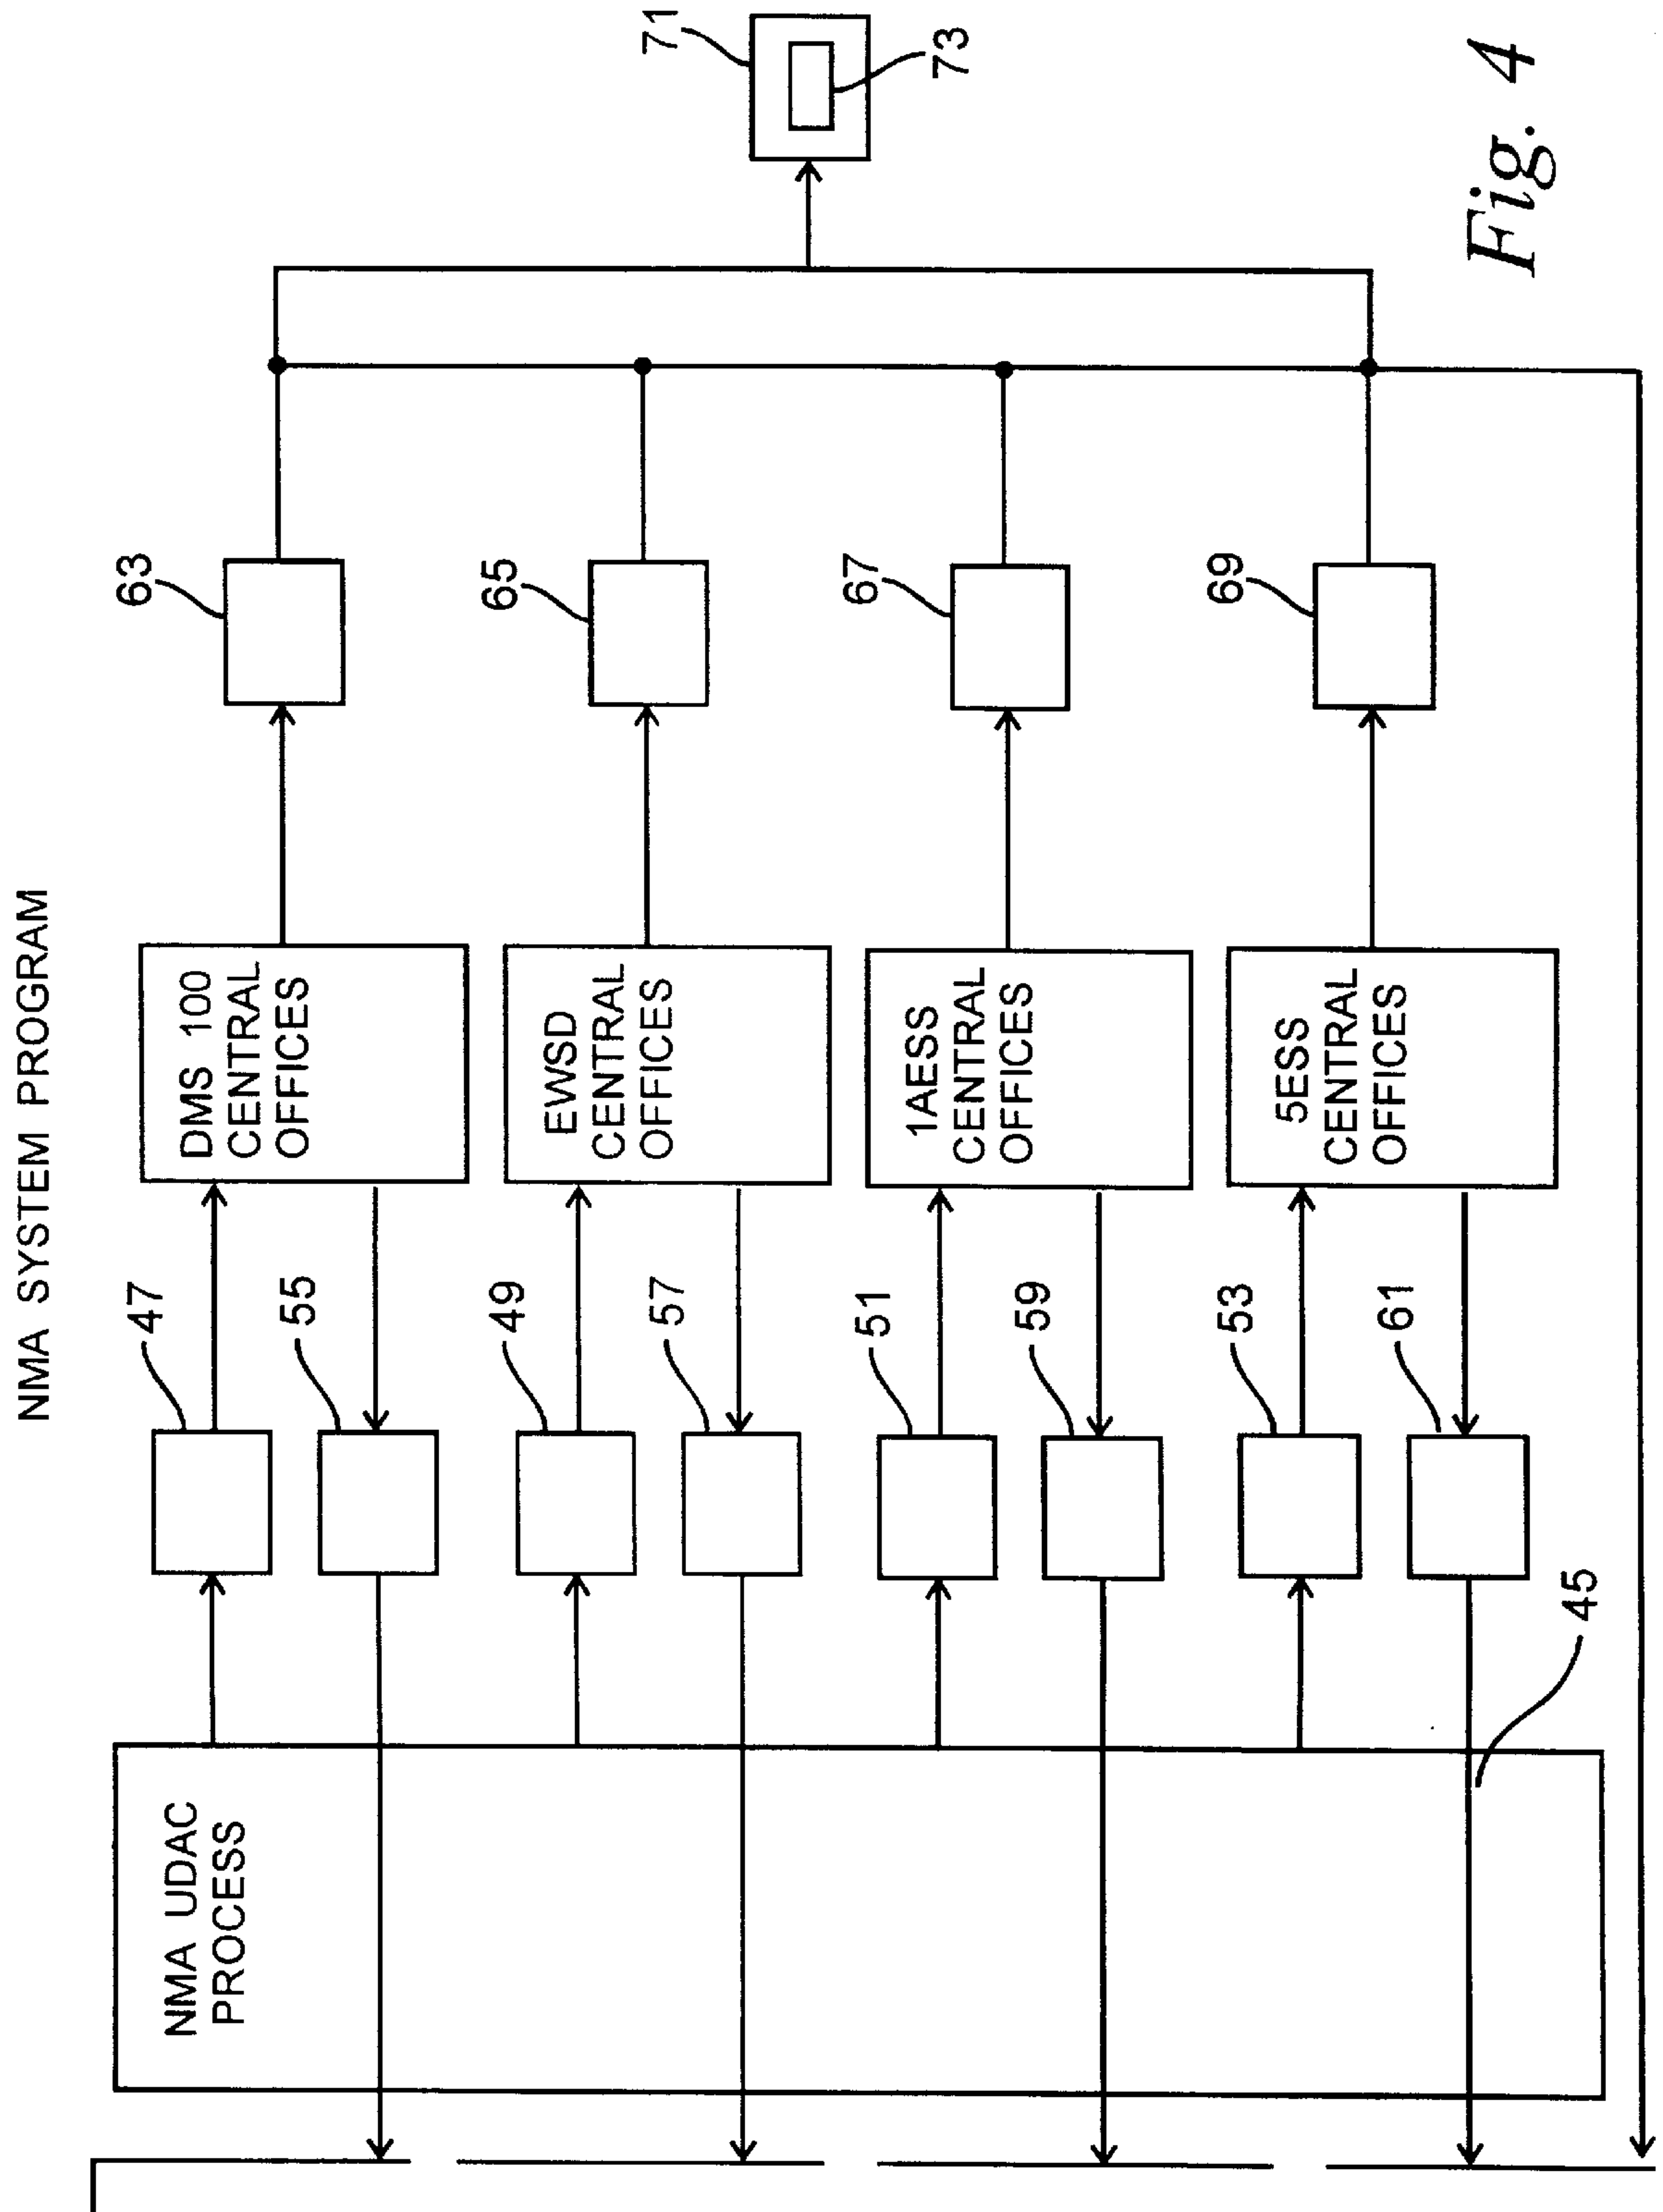 NMA SYSTEM PROGRAM
NMA UDAC
PROCESS
45
47
55
DMS 100
CENTRAL
OFFICES
63
49
57
EWSD
CENTRAL
OFFICES
65
51
59
1AESS
CENTRAL
OFFICES
67
53
61
5ESS
CENTRAL
OFFICES
69
71
73
Fig. 4